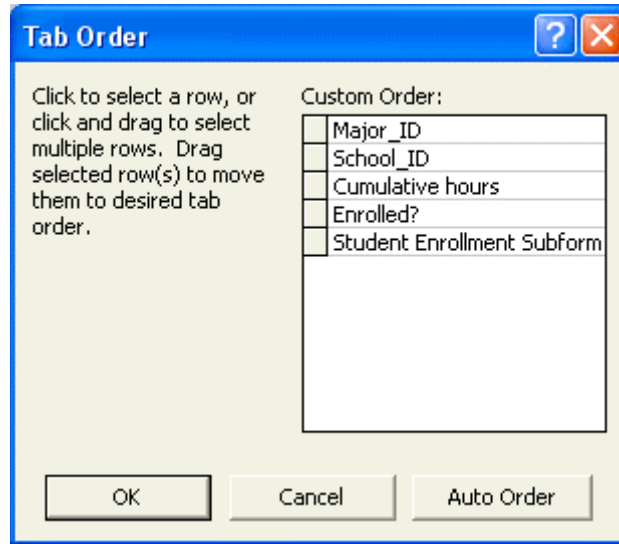 Tab Order
Click to select a row, or
click and drag to select
multiple rows. Drag
selected row(s) to move
them to desired tab
order.
Custom Order:
Major_ID
School_ID
Cumulative hours
Enrolled?
Student Enrollment Subform
OK
Cancel
Auto Order